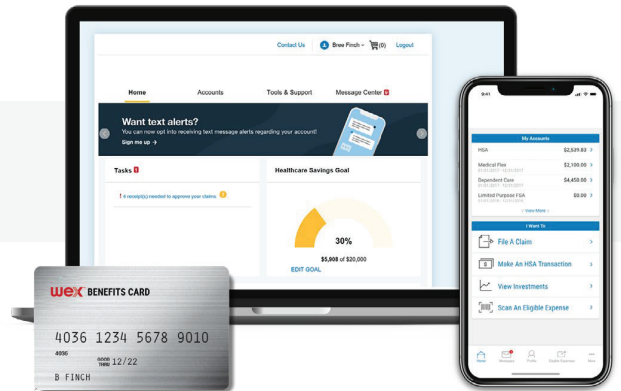 Contact Us Bree Finch (0) Logout
Home Accounts Tools & Support Message Center
Want text alerts?
You can now opt into receiving text message alerts regarding your account!
Sign me up →
Tasks
Healthcare Savings Goal
! 4 receipt(s) needed to approve your claims
30%
$5,908 of $20,000
EDIT GOAL
wex BENEFITS CARD
4036 1234 5678 9010
4036
GOOD THRU 12/22
B FINCH
9:41
My Accounts
HSA $2,539.83 >
Medical Flex $2,100.00 >
Dependent Care $4,450.00 >
Limited Purpose FSA $0.00 >
View More
I Want To
File A Claim >
Make An HSA Transaction >
View Investments >
Scan An Eligible Expense >
Home